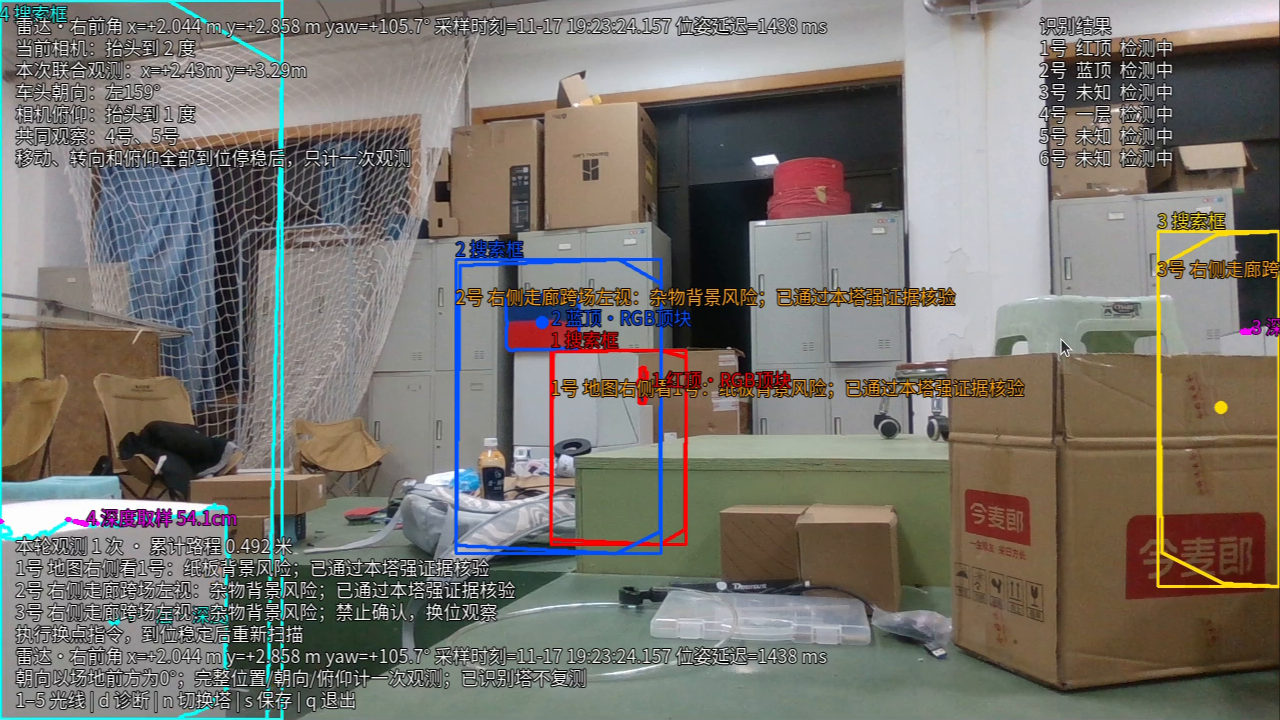 4 搜索框
雷达·右前角 x=+2.044 m y=+2.858 m yaw=+105.7° 采样时刻=11-17 19:23:24.157 位姿延迟=1438 ms
当前相机：抬头到 2 度
本次联合观测：x=+2.43m y=+3.29m
车头朝向：左159°
相机俯仰：抬头到 1 度
共同观察：4号、5号
移动、转向和俯仰全部到位停稳后，只计一次观测
识别结果
1号 红顶 检测中
2号 蓝顶 检测中
3号 未知 检测中
4号 一层 检测中
5号 未知 检测中
6号 未知 检测中
3 搜索框
3号 右侧走廊跨
2 搜索框
2号 右侧走廊跨场左视：杂物背景风险；已通过本塔强证据核验
2 蓝顶·RGB顶块
3 深
1 搜索框
1 红顶·RGB顶块
1号 地图右侧看1号：纸板背景风险；已通过本塔强证据核验
4 深度取样 54.1cm
今麦郎
今麦郎
本轮观测 1 次 · 累计路程 0.492 米
1号 地图右侧看1号：纸板背景风险；已通过本塔强证据核验
2号 右侧走廊跨场左视：杂物背景风险；已通过本塔强证据核验
3号 右侧走廊跨场左视：杂物背景风险；禁止确认，换位观察
执行换点指令，到位稳定后重新扫描
雷达·右前角 x=+2.044 m y=+2.858 m yaw=+105.7° 采样时刻=11-17 19:23:24.157 位姿延迟=1438 ms
朝向以场地前方为0°；完整位置/朝向/俯仰计一次观测；已识别塔不复测
1–5 光线 | d 诊断 | n 切换塔 | s 保存 | q 退出